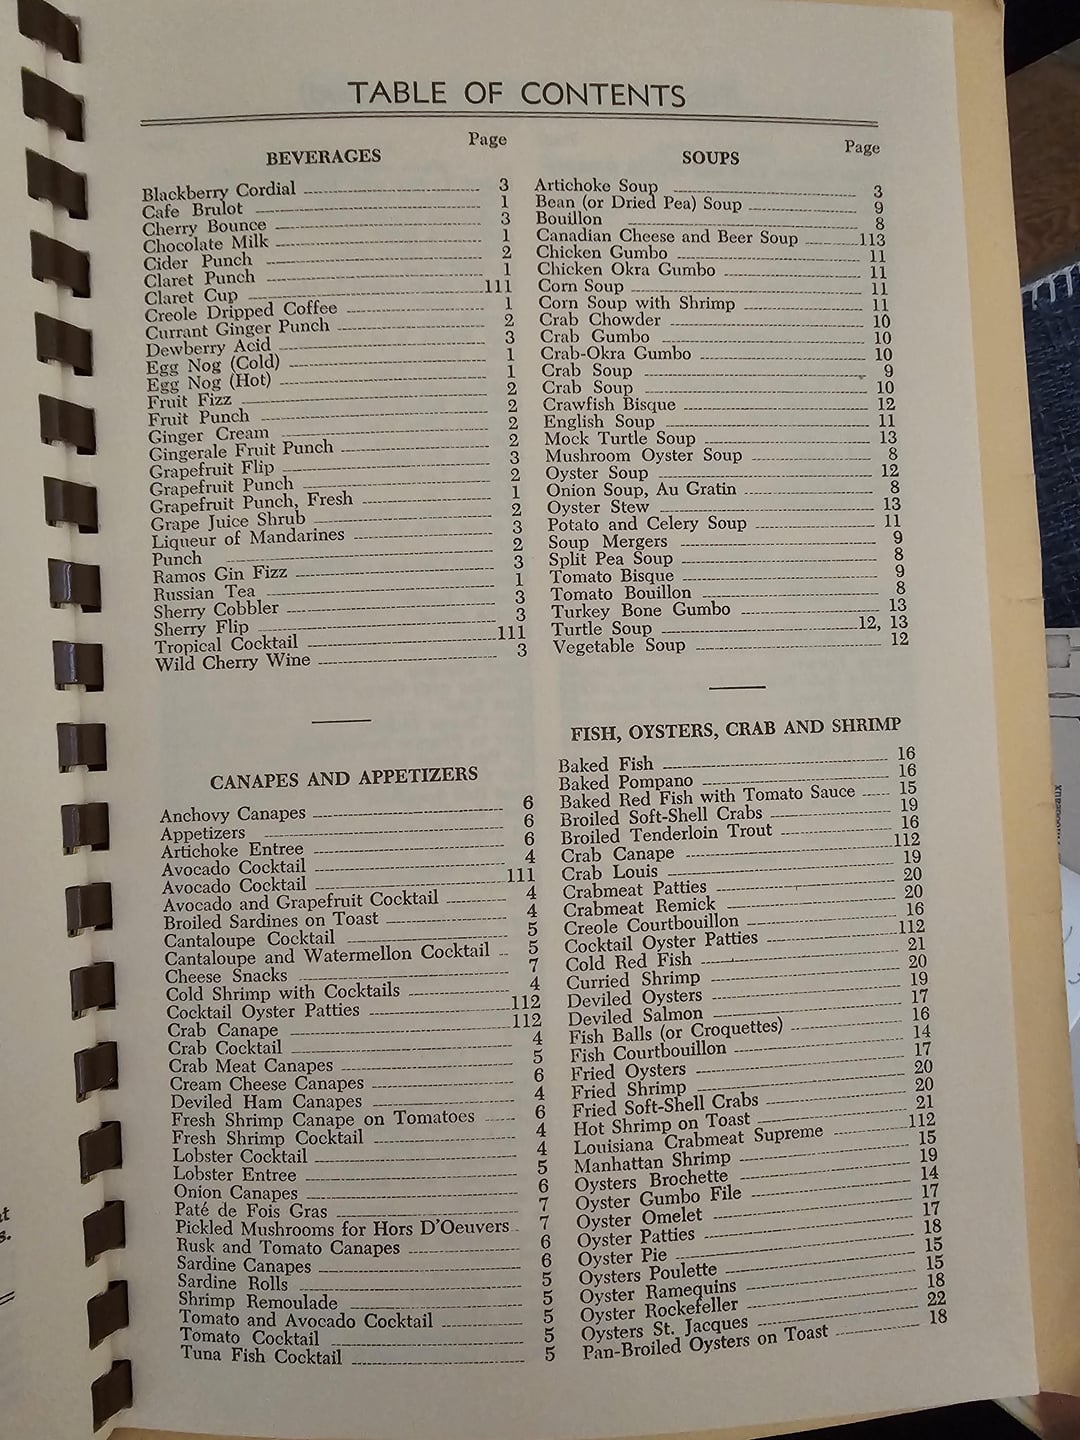 TABLE OF CONTENTS
Page
BEVERAGES
Blackberry Cordial 3
Cafe Brulot 1
Cherry Bounce 3
Chocolate Milk 1
Cider Punch 2
Claret Punch 1
Claret Cup 111
Creole Dripped Coffee 1
Currant Ginger Punch 2
Dewberry Acid 3
Egg Nog (Cold) 1
Egg Nog (Hot) 1
Fruit Fizz 2
Fruit Punch 2
Ginger Cream 2
Gingerale Fruit Punch 2
Grapefruit Flip 3
Grapefruit Punch 2
Grapefruit Punch, Fresh 1
Grape Juice Shrub 2
Liqueur of Mandarines 3
Punch 2
Ramos Gin Fizz 3
Russian Tea 1
Sherry Cobbler 3
Sherry Flip 3
Tropical Cocktail 111
Wild Cherry Wine 3
CANAPES AND APPETIZERS
Anchovy Canapes 6
Appetizers 6
Artichoke Entree 6
Avocado Cocktail 4
Avocado Cocktail 111
Avocado and Grapefruit Cocktail 4
Broiled Sardines on Toast 4
Cantaloupe Cocktail 5
Cantaloupe and Watermellon Cocktail 5
Cheese Snacks 7
Cold Shrimp with Cocktails 4
Cocktail Oyster Patties 112
Crab Canape 112
Crab Cocktail 4
Crab Meat Canapes 5
Cream Cheese Canapes 6
Deviled Ham Canapes 4
Fresh Shrimp Canape on Tomatoes 6
Fresh Shrimp Cocktail 4
Lobster Cocktail 4
Lobster Entree 5
Onion Canapes 6
Paté de Fois Gras 7
Pickled Mushrooms for Hors D'Oeuvers 7
Rusk and Tomato Canapes 6
Sardine Canapes 6
Sardine Rolls 5
Shrimp Remoulade 5
Tomato and Avocado Cocktail 5
Tomato Cocktail 5
Tuna Fish Cocktail 5
Page
SOUPS
Artichoke Soup 3
Bean (or Dried Pea) Soup 9
Bouillon 8
Canadian Cheese and Beer Soup 113
Chicken Gumbo 11
Chicken Okra Gumbo 11
Corn Soup 11
Corn Soup with Shrimp 11
Crab Chowder 10
Crab Gumbo 10
Crab-Okra Gumbo 10
Crab Soup 9
Crab Soup 10
Crawfish Bisque 12
English Soup 11
Mock Turtle Soup 13
Mushroom Oyster Soup 8
Oyster Soup 12
Onion Soup, Au Gratin 8
Oyster Stew 13
Potato and Celery Soup 11
Soup Mergers 9
Split Pea Soup 8
Tomato Bisque 9
Tomato Bouillon 8
Turkey Bone Gumbo 13
Turtle Soup 12, 13
Vegetable Soup 12
FISH, OYSTERS, CRAB AND SHRIMP
Baked Fish 16
Baked Pompano 16
Baked Red Fish with Tomato Sauce 15
Broiled Soft-Shell Crabs 19
Broiled Tenderloin Trout 16
Crab Canape 112
Crab Louis 19
Crabmeat Patties 20
Crabmeat Remick 20
Creole Courtbouillon 16
Cocktail Oyster Patties 112
Cold Red Fish 21
Curried Shrimp 20
Deviled Oysters 19
Deviled Salmon 17
Fish Balls (or Croquettes) 16
Fish Courtbouillon 14
Fried Oysters 17
Fried Shrimp 20
Fried Soft-Shell Crabs 20
Hot Shrimp on Toast 21
Louisiana Crabmeat Supreme 112
Manhattan Shrimp 15
Oysters Brochette 19
Oyster Gumbo File 14
Oyster Omelet 17
Oyster Patties 17
Oyster Pie 18
Oysters Poulette 15
Oyster Ramequins 15
Oyster Rockefeller 18
Oysters St. Jacques 22
Pan-Broiled Oysters on Toast 18